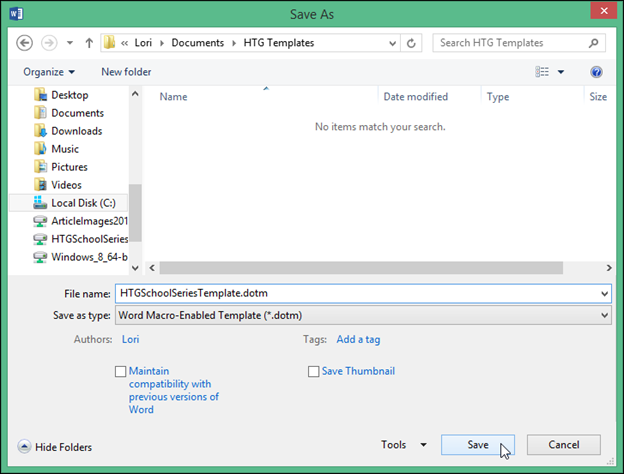 Save As
« Lori Documents HTG Templates
Search HTG Templates
Organize New folder
Name Date modified Type Size
No items match your search.
Desktop
Documents
Downloads
Music
Pictures
Videos
Local Disk (C:)
ArticleImages201
HTGSchoolSeries
Windows_8_64-b
File name: HTGSchoolSeriesTemplate.dotm
Save as type: Word Macro-Enabled Template (*.dotm)
Authors: Lori Tags: Add a tag
Maintain
compatibility with
previous versions of
Word
Save Thumbnail
Hide Folders
Tools Save Cancel